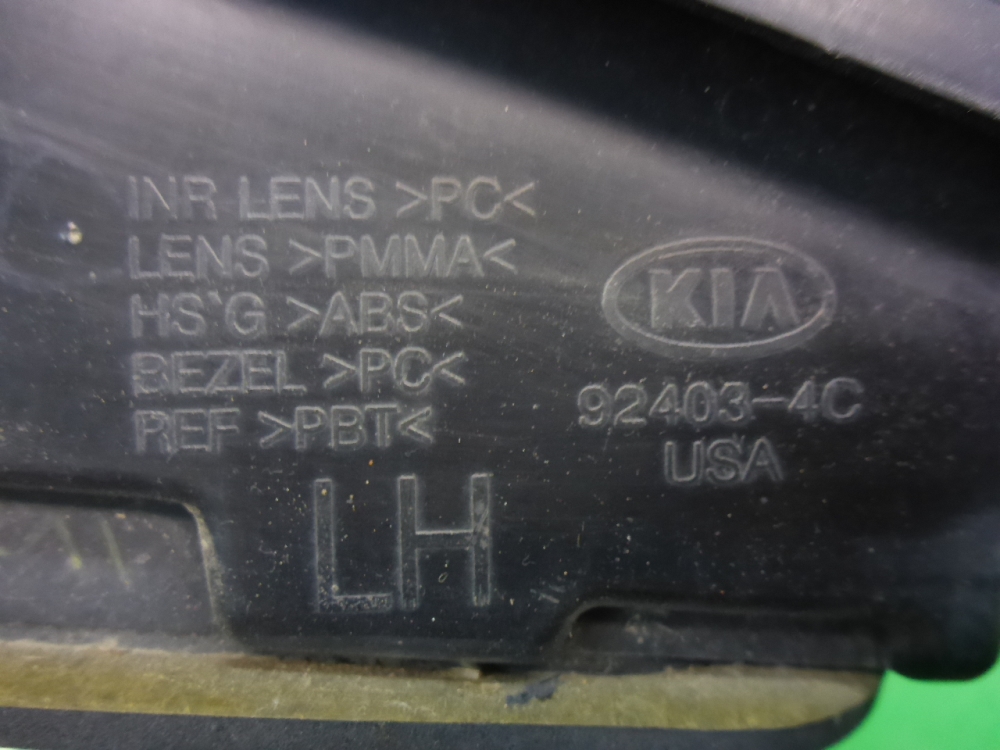 INR LENS >PC<
LENS >PMMA<
HS'G >ABS<
BEZEL >PC<
REF >PBT<
LH
KIA
92403-4C
USA